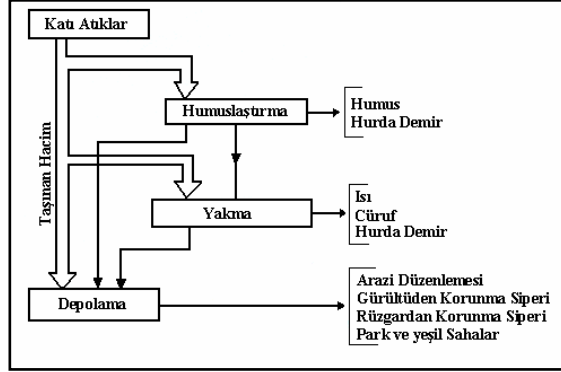 Katı Atıklar
Taşınan Hacim
Humuslaştırma
Humus
Hurda Demir
Yakma
Isı
Cüruf
Hurda Demir
Depolama
Arazi Düzenlemesi
Gürültüden Korunma Siperi
Rüzgardan Korunma Siperi
Park ve yeşil Sahalar